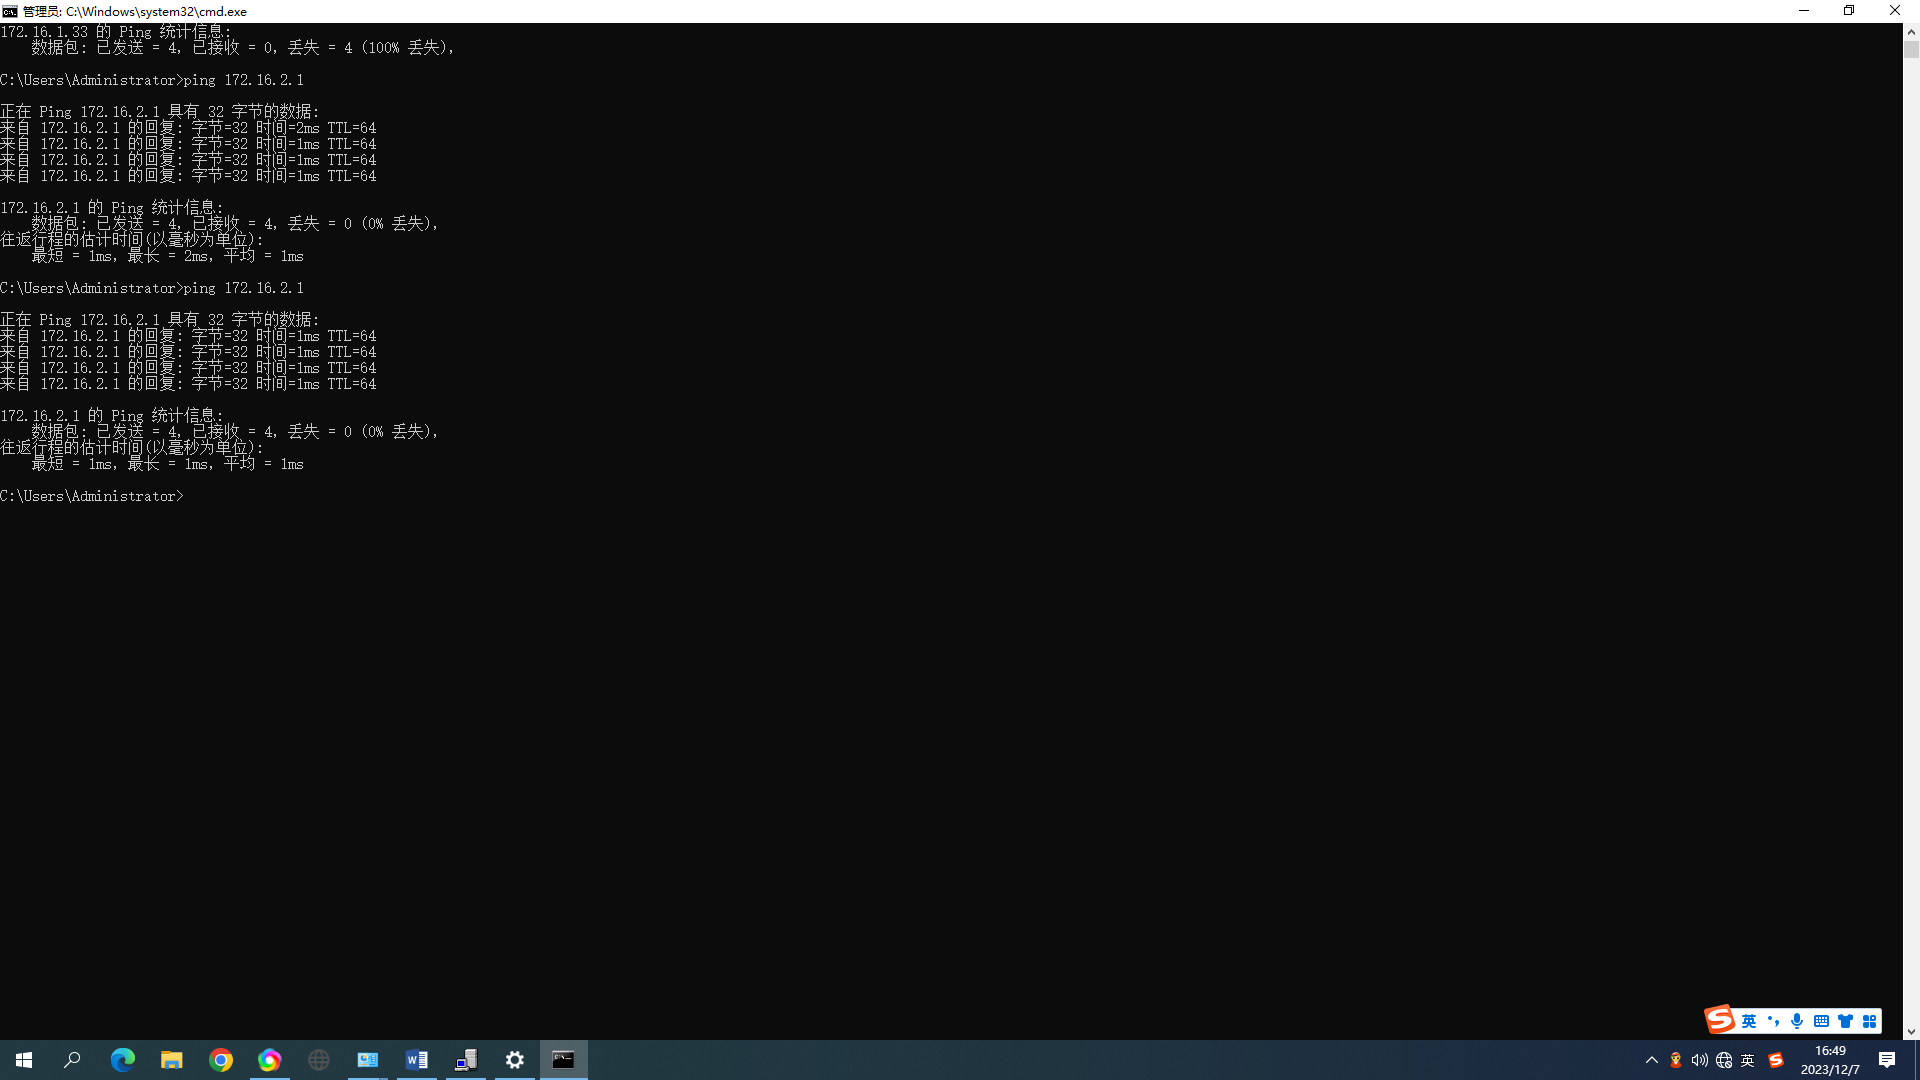 管理员: C:\Windows\system32\cmd.exe
172.16.1.33 的 Ping 统计信息:
数据包: 已发送 = 4，已接收 = 0，丢失 = 4 (100% 丢失)，
C:\Users\Administrator>ping 172.16.2.1
正在 Ping 172.16.2.1 具有 32 字节的数据:
来自 172.16.2.1 的回复: 字节=32 时间=2ms TTL=64
来自 172.16.2.1 的回复: 字节=32 时间=1ms TTL=64
来自 172.16.2.1 的回复: 字节=32 时间=1ms TTL=64
来自 172.16.2.1 的回复: 字节=32 时间=1ms TTL=64
172.16.2.1 的 Ping 统计信息:
数据包: 已发送 = 4，已接收 = 4，丢失 = 0 (0% 丢失)，
往返行程的估计时间(以毫秒为单位):
最短 = 1ms，最长 = 2ms，平均 = 1ms
C:\Users\Administrator>ping 172.16.2.1
正在 Ping 172.16.2.1 具有 32 字节的数据:
来自 172.16.2.1 的回复: 字节=32 时间=1ms TTL=64
来自 172.16.2.1 的回复: 字节=32 时间=1ms TTL=64
来自 172.16.2.1 的回复: 字节=32 时间=1ms TTL=64
来自 172.16.2.1 的回复: 字节=32 时间=1ms TTL=64
172.16.2.1 的 Ping 统计信息:
数据包: 已发送 = 4，已接收 = 4，丢失 = 0 (0% 丢失)，
往返行程的估计时间(以毫秒为单位):
最短 = 1ms，最长 = 1ms，平均 = 1ms
C:\Users\Administrator>
英
英
16:49
2023/12/7